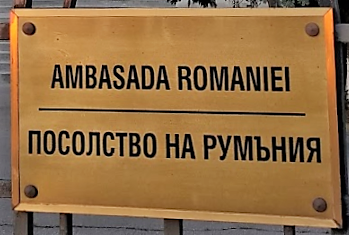 AMBASADA ROMANIEI
ПОСОЛСТВО НА РУМЪНИЯ